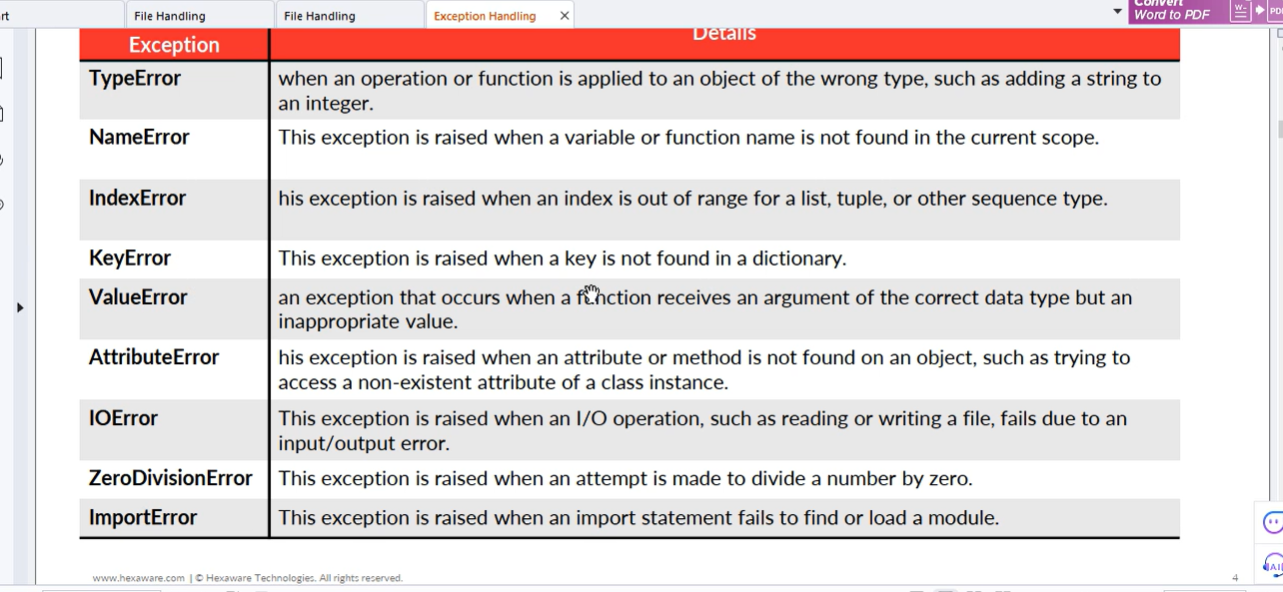 rt
File Handling
File Handling
Exception Handling
Convert
Word to PDF
Exception
Details
TypeError
when an operation or function is applied to an object of the wrong type, such as adding a string to
an integer.
NameError
This exception is raised when a variable or function name is not found in the current scope.
IndexError
his exception is raised when an index is out of range for a list, tuple, or other sequence type.
KeyError
This exception is raised when a key is not found in a dictionary.
ValueError
an exception that occurs when a function receives an argument of the correct data type but an
inappropriate value.
AttributeError
his exception is raised when an attribute or method is not found on an object, such as trying to
access a non-existent attribute of a class instance.
IOError
This exception is raised when an I/O operation, such as reading or writing a file, fails due to an
input/output error.
ZeroDivisionError
This exception is raised when an attempt is made to divide a number by zero.
ImportError
This exception is raised when an import statement fails to find or load a module.
www.hexaware.com | © Hexaware Technologies. All rights reserved.
4